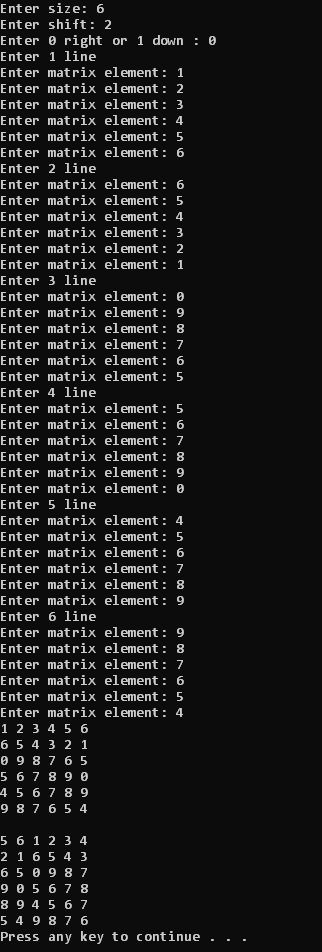 Enter size: 6
Enter shift: 2
Enter 0 right or 1 down : 0
Enter 1 line
Enter matrix element: 1
Enter matrix element: 2
Enter matrix element: 3
Enter matrix element: 4
Enter matrix element: 5
Enter matrix element: 6
Enter 2 line
Enter matrix element: 6
Enter matrix element: 5
Enter matrix element: 4
Enter matrix element: 3
Enter matrix element: 2
Enter matrix element: 1
Enter 3 line
Enter matrix element: 0
Enter matrix element: 9
Enter matrix element: 8
Enter matrix element: 7
Enter matrix element: 6
Enter matrix element: 5
Enter 4 line
Enter matrix element: 5
Enter matrix element: 6
Enter matrix element: 7
Enter matrix element: 8
Enter matrix element: 9
Enter matrix element: 0
Enter 5 line
Enter matrix element: 4
Enter matrix element: 5
Enter matrix element: 6
Enter matrix element: 7
Enter matrix element: 8
Enter matrix element: 9
Enter 6 line
Enter matrix element: 9
Enter matrix element: 8
Enter matrix element: 7
Enter matrix element: 6
Enter matrix element: 5
Enter matrix element: 4
1 2 3 4 5 6
6 5 4 3 2 1
0 9 8 7 6 5
5 6 7 8 9 0
4 5 6 7 8 9
9 8 7 6 5 4

5 6 1 2 3 4
2 1 6 5 4 3
6 5 0 9 8 7
9 0 5 6 7 8
8 9 4 5 6 7
5 4 9 8 7 6
Press any key to continue . . .